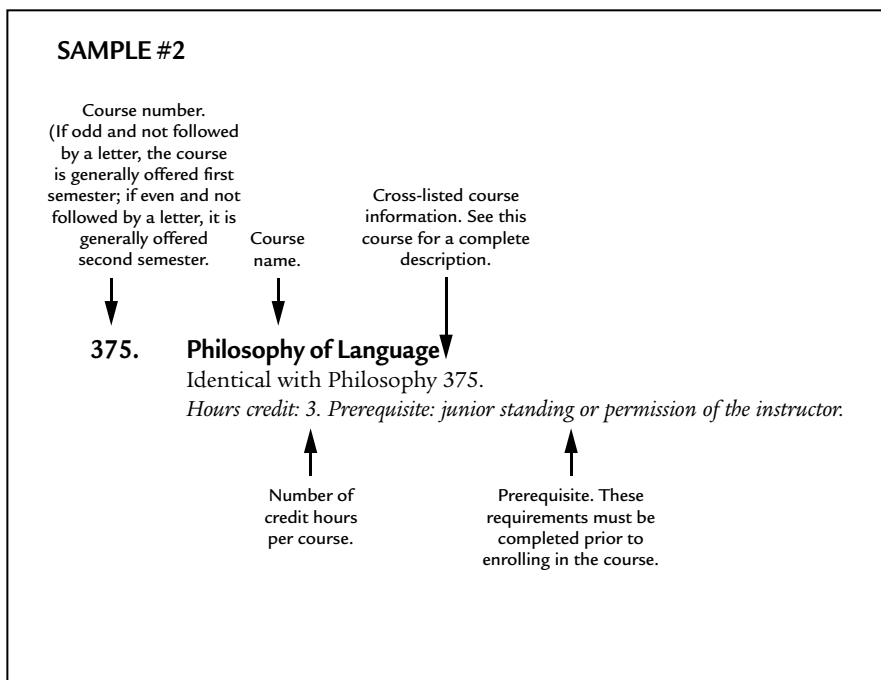 SAMPLE #2
Course number.
(If odd and not followed
by a letter, the course
is generally offered first
semester; if even and not
followed by a letter, it is
generally offered
second semester.
Course
name.
Cross-listed course
information. See this
course for a complete
description.
375. Philosophy of Language
Identical with Philosophy 375.
Hours credit: 3. Prerequisite: junior standing or permission of the instructor.
Number of
credit hours
per course.
Prerequisite. These
requirements must be
completed prior to
enrolling in the course.